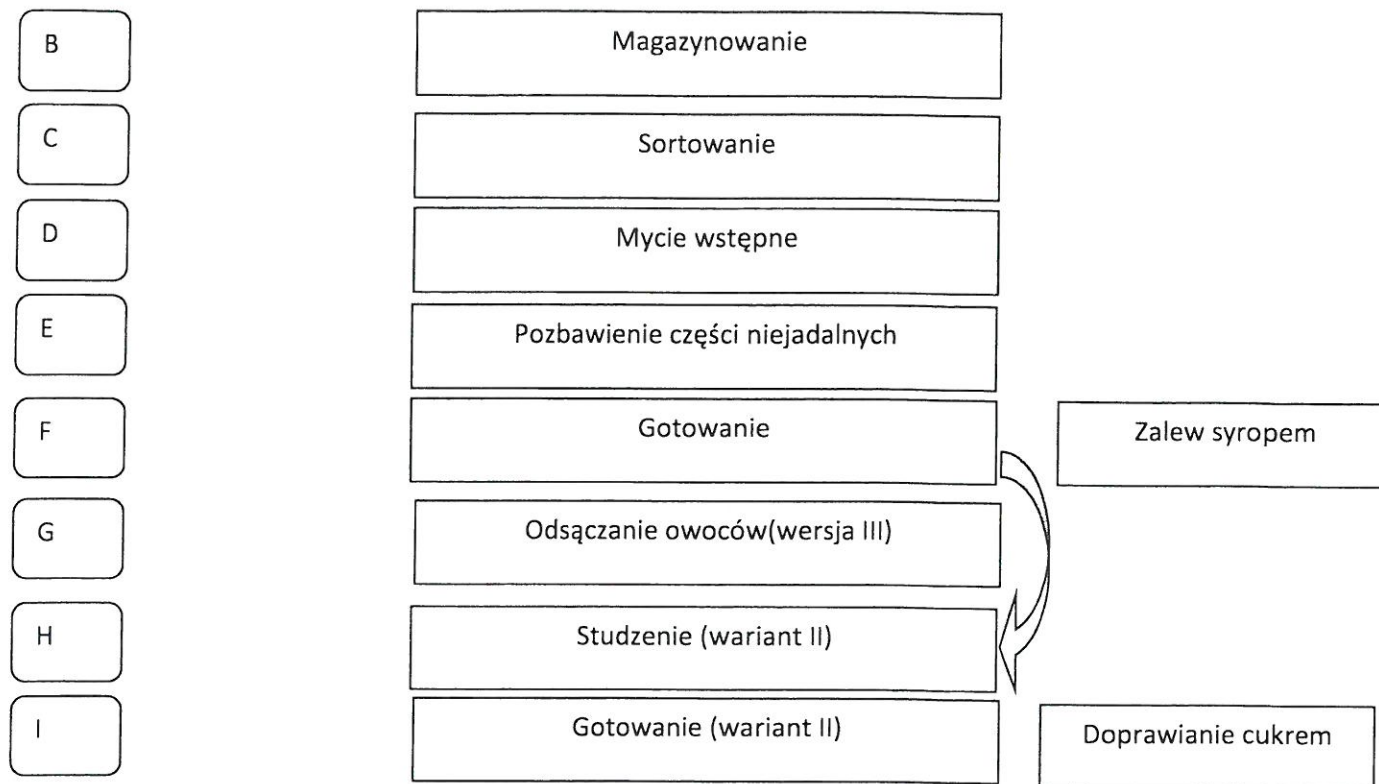 B
Magazynowanie
C
Sortowanie
D
Mycie wstępne
E
Pozbawienie części niejadalnych
F
Gotowanie
Zalew syropem
G
Odsączanie owoców(wersja III)
H
Studzenie (wariant II)
I
Gotowanie (wariant II)
Doprawianie cukrem